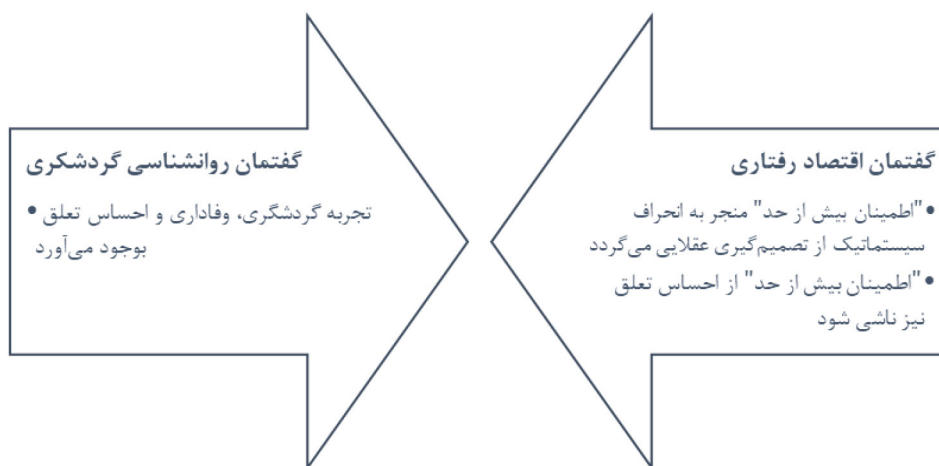 گفتمان اقتصاد رفتاری
•"اطمینان بیش از حد" منجر به انحراف
سیستماتیک از تصمیم‌گیری عقلایی می‌گردد
•"اطمینان بیش از حد" از احساس تعلق
نیز ناشی شود
گفتمان روانشناسی گردشکری
تجربه گردشگری، وفاداری و احساس تعلق •
بوجود می‌آورد